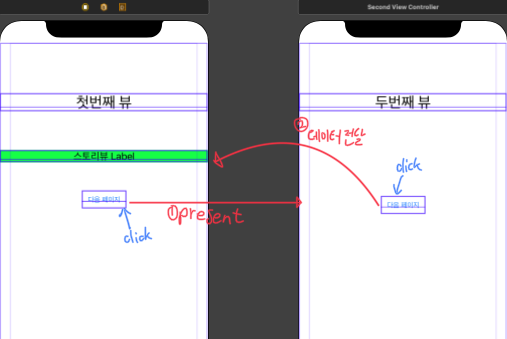 Second View Controller
첫번째 뷰
두번째 뷰
②
데이터 전달
스토리뷰 Label
click
다음 페이지
다음 페이지
①present
click